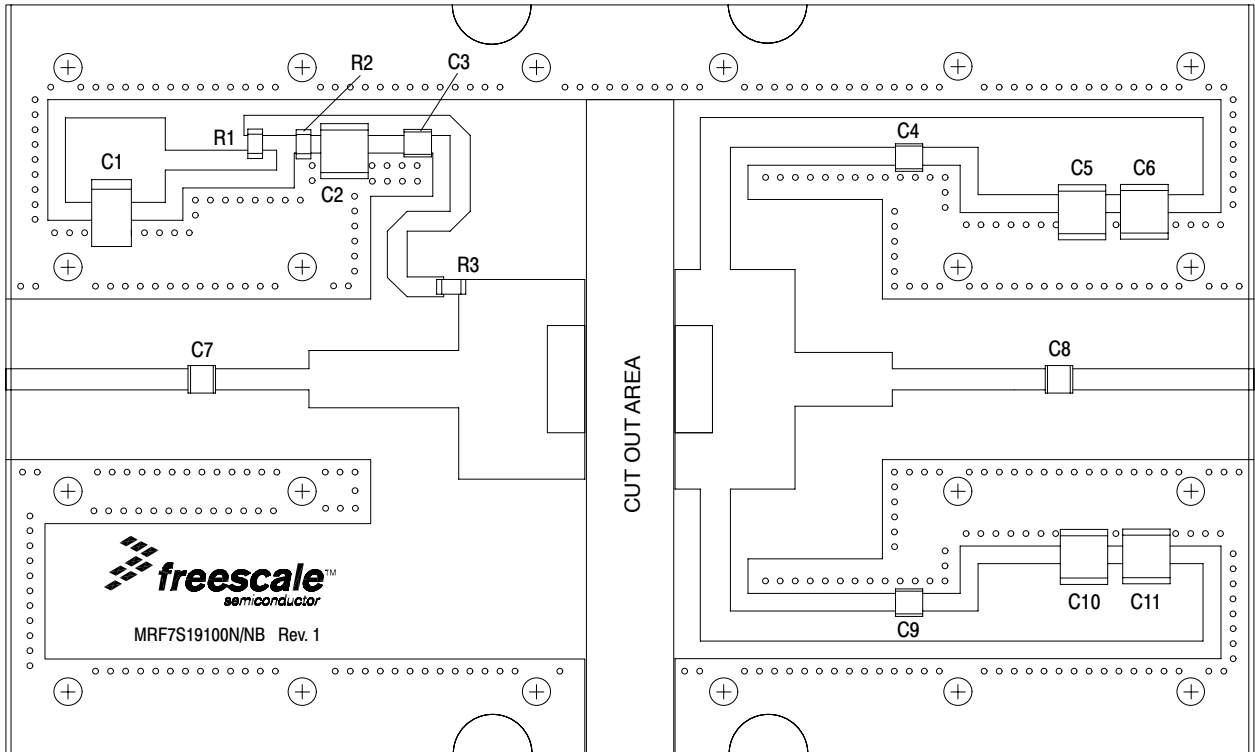 R2
C3
R1
C1
C2
R3
C4
C5
C6
C7
C8
CUT OUT AREA
freescale™
semiconductor
MRF7S19100N/NB Rev. 1
C9
C10
C11